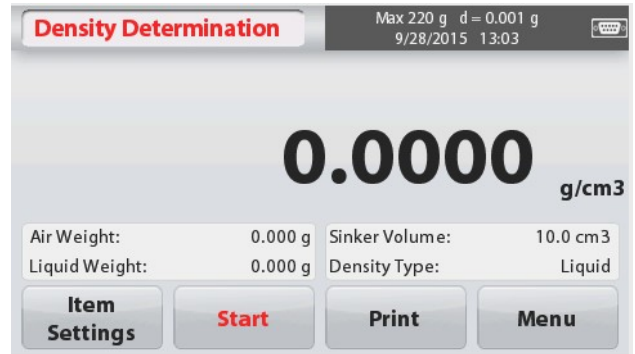 Density Determination
Max 220 g d = 0.001 g
9/28/2015 13:03
0.0000
g/cm3
Air Weight: 0.000 g Sinker Volume: 10.0 cm3
Liquid Weight: 0.000 g Density Type: Liquid
Item Settings Start Print Menu